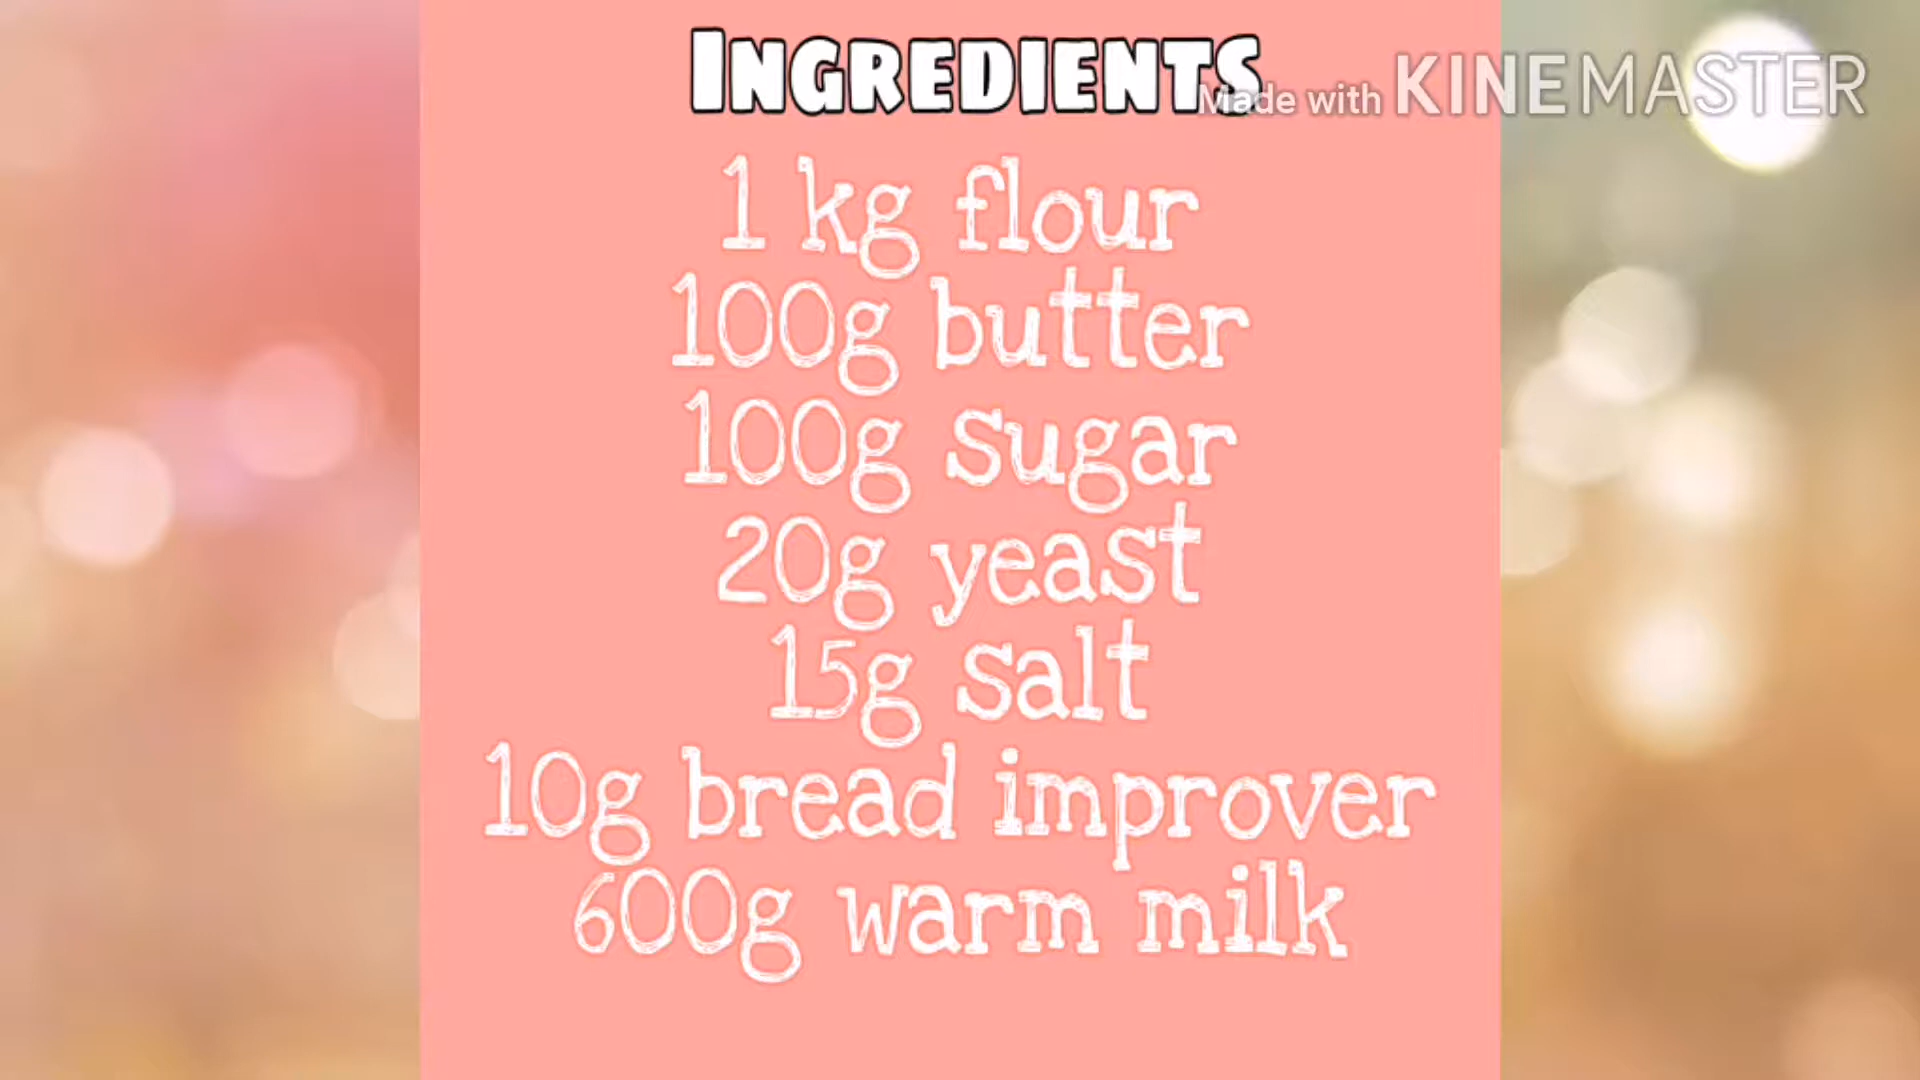 INGREDIENTS
Made with KINEMASTER
1 kg flour
100g butter
100g sugar
20g yeast
15g salt
10g bread improver
600g warm milk